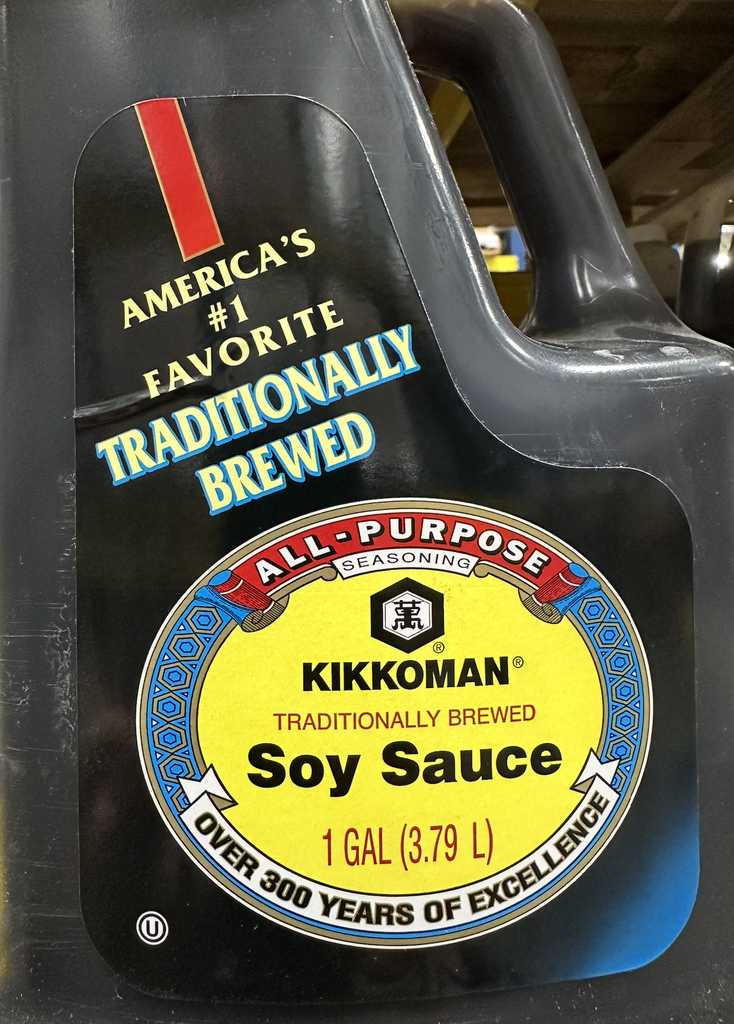 AMERICA'S
#1
FAVORITE
TRADITIONALLY
BREWED
ALL-PURPOSE
SEASONING
萬
®
KIKKOMAN®
TRADITIONALLY BREWED
Soy Sauce
1 GAL (3.79 L)
OVER 300 YEARS OF EXCELLENCE
U